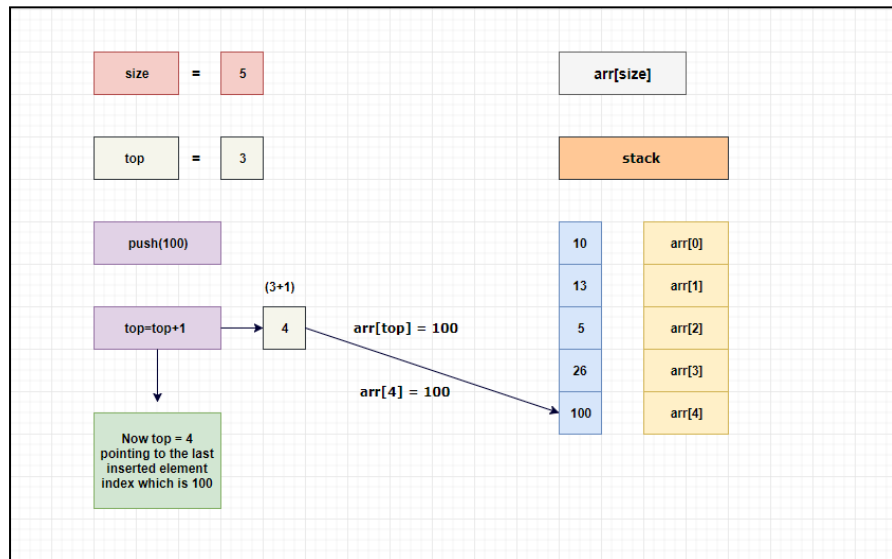 size = 5
arr[size]
top = 3
stack
push(100)
10 arr[0]
(3+1)
13 arr[1]
top=top+1
4
arr[top] = 100
5 arr[2]
arr[4] = 100
26 arr[3]
100 arr[4]
Now top = 4
pointing to the last
inserted element
index which is 100